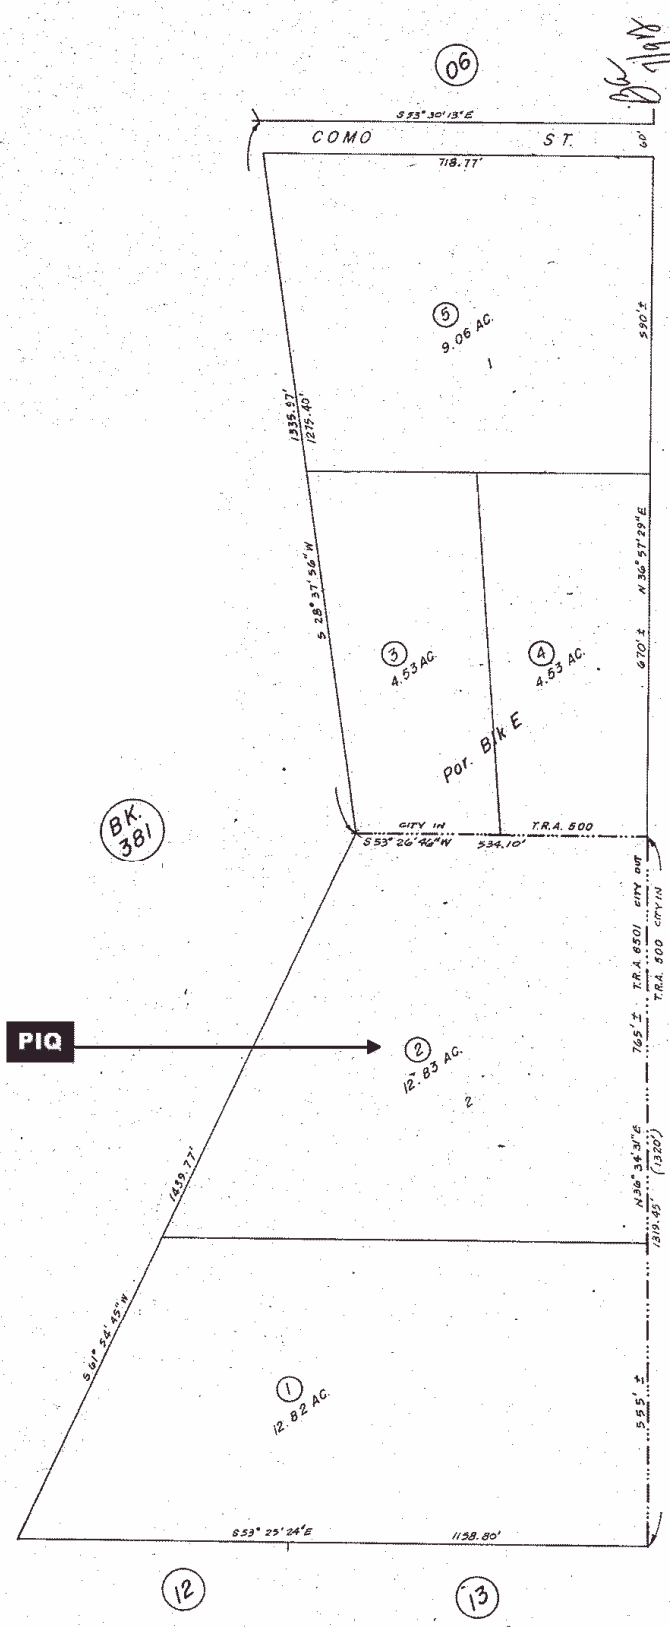 06
S 53° 30' 13" E
COMO ST.
60'
718.77'
5
9.06 AC.
1
590' ±
1335.97'
1275.40'
S 28° 37' 56" W
N 36° 57' 29" E
670' ±
3
4.53 AC.
4
4.53 AC.
Por. Blk E
BK.
381
CITY IN T.R.A. 500
S 53° 26' 46" W 534.10'
T.R.A. 6501 CITY OUT
T.R.A. 500 CITY IN
765' ±
PIQ
2
12.83 AC.
2
N 36° 34' 31" E
1319.45' (1320')
1439.77'
S 61° 54' 45" W
1
12.82 AC.
555' ±
S 53° 25' 24" E 1158.80'
12
13